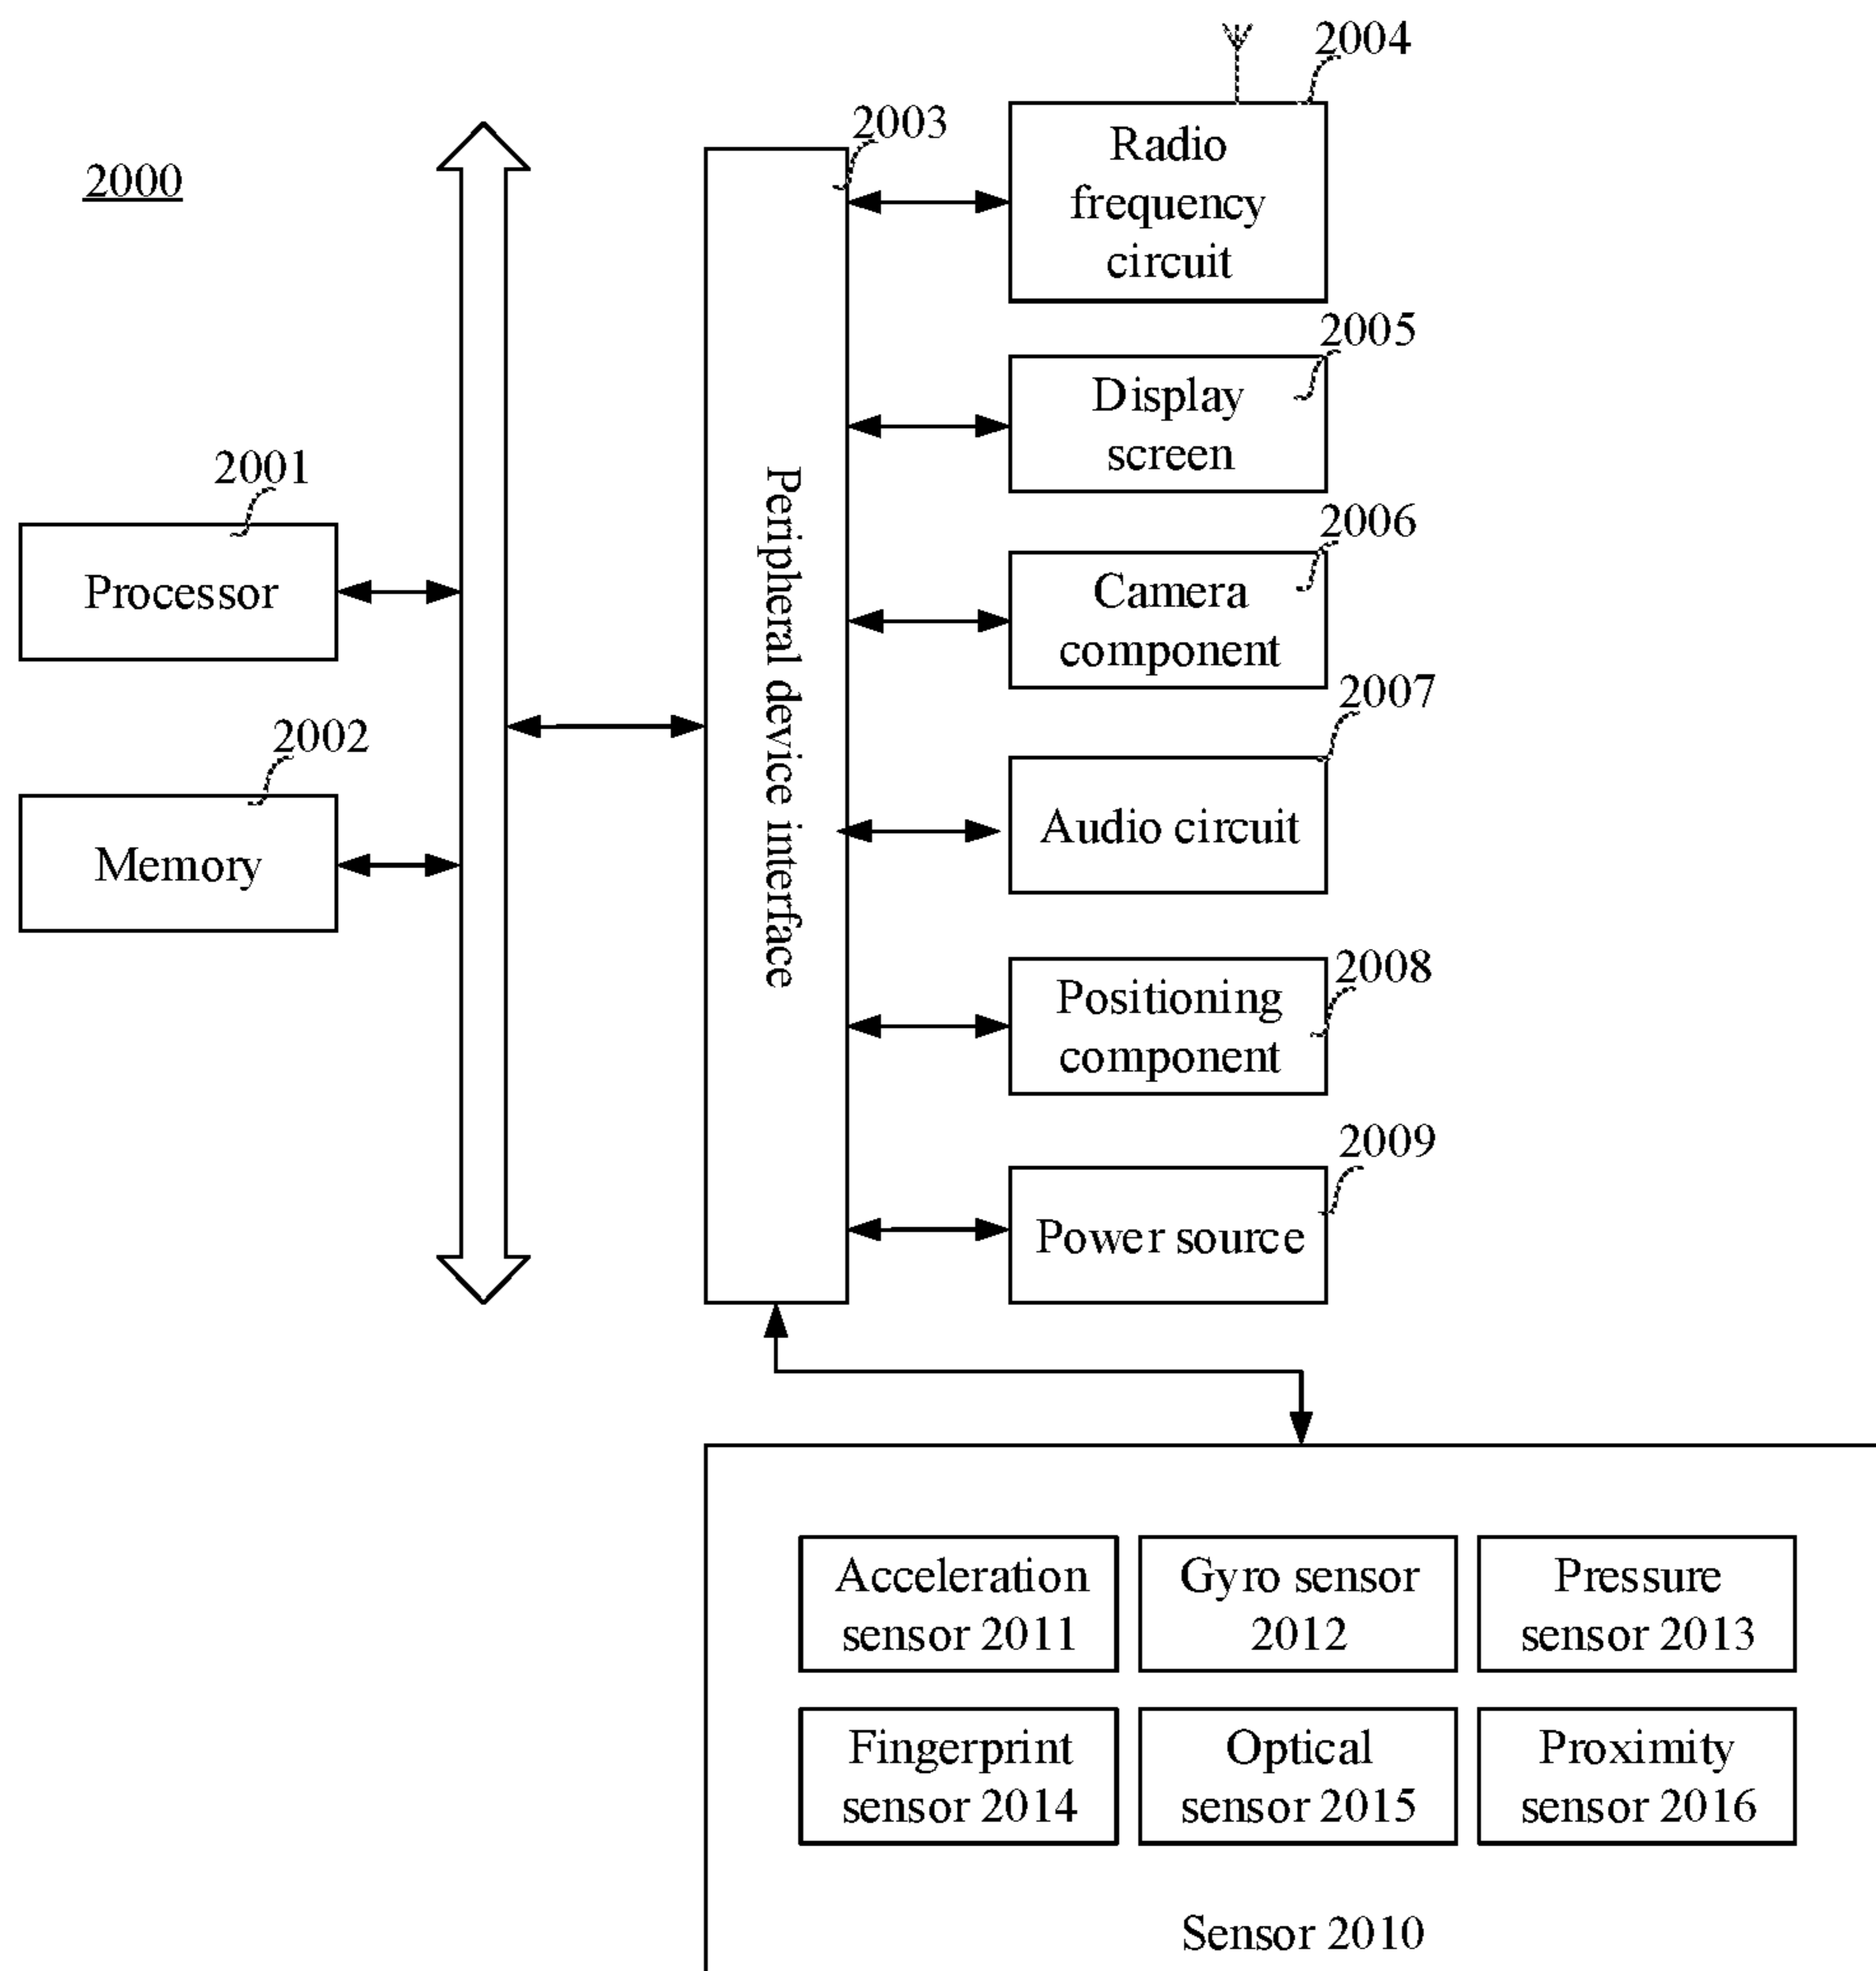 2000
2001
Processor
2002
Memory
2003
Peripheral device interface
2004
Radio
frequency
circuit
2005
Display
screen
2006
Camera
component
2007
Audio circuit
2008
Positioning
component
2009
Power source
Acceleration
sensor 2011
Gyro sensor
2012
Pressure
sensor 2013
Fingerprint
sensor 2014
Optical
sensor 2015
Proximity
sensor 2016
Sensor 2010